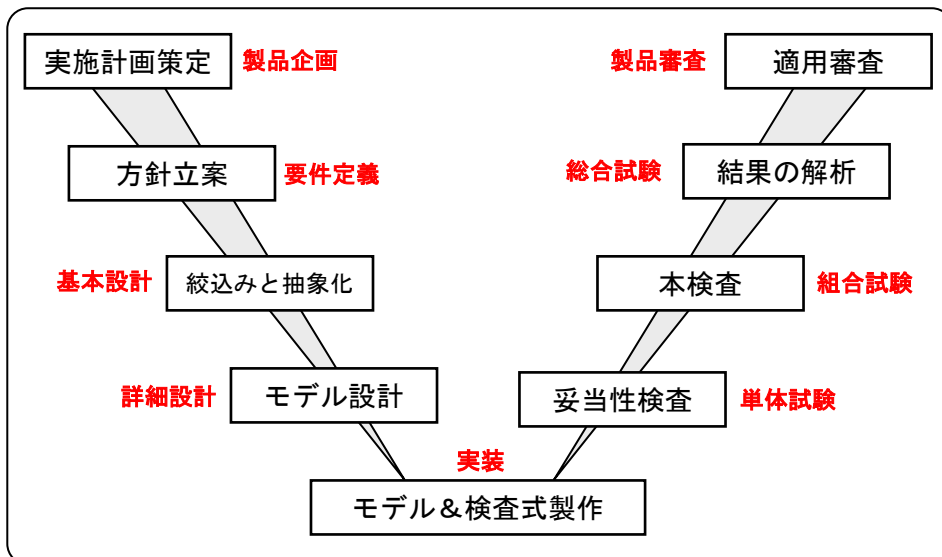 実施計画策定
製品企画
製品審査
適用審査
方針立案
要件定義
総合試験
結果の解析
基本設計
絞込みと抽象化
本検査
組合試験
詳細設計
モデル設計
妥当性検査
単体試験
実装
モデル＆検査式製作